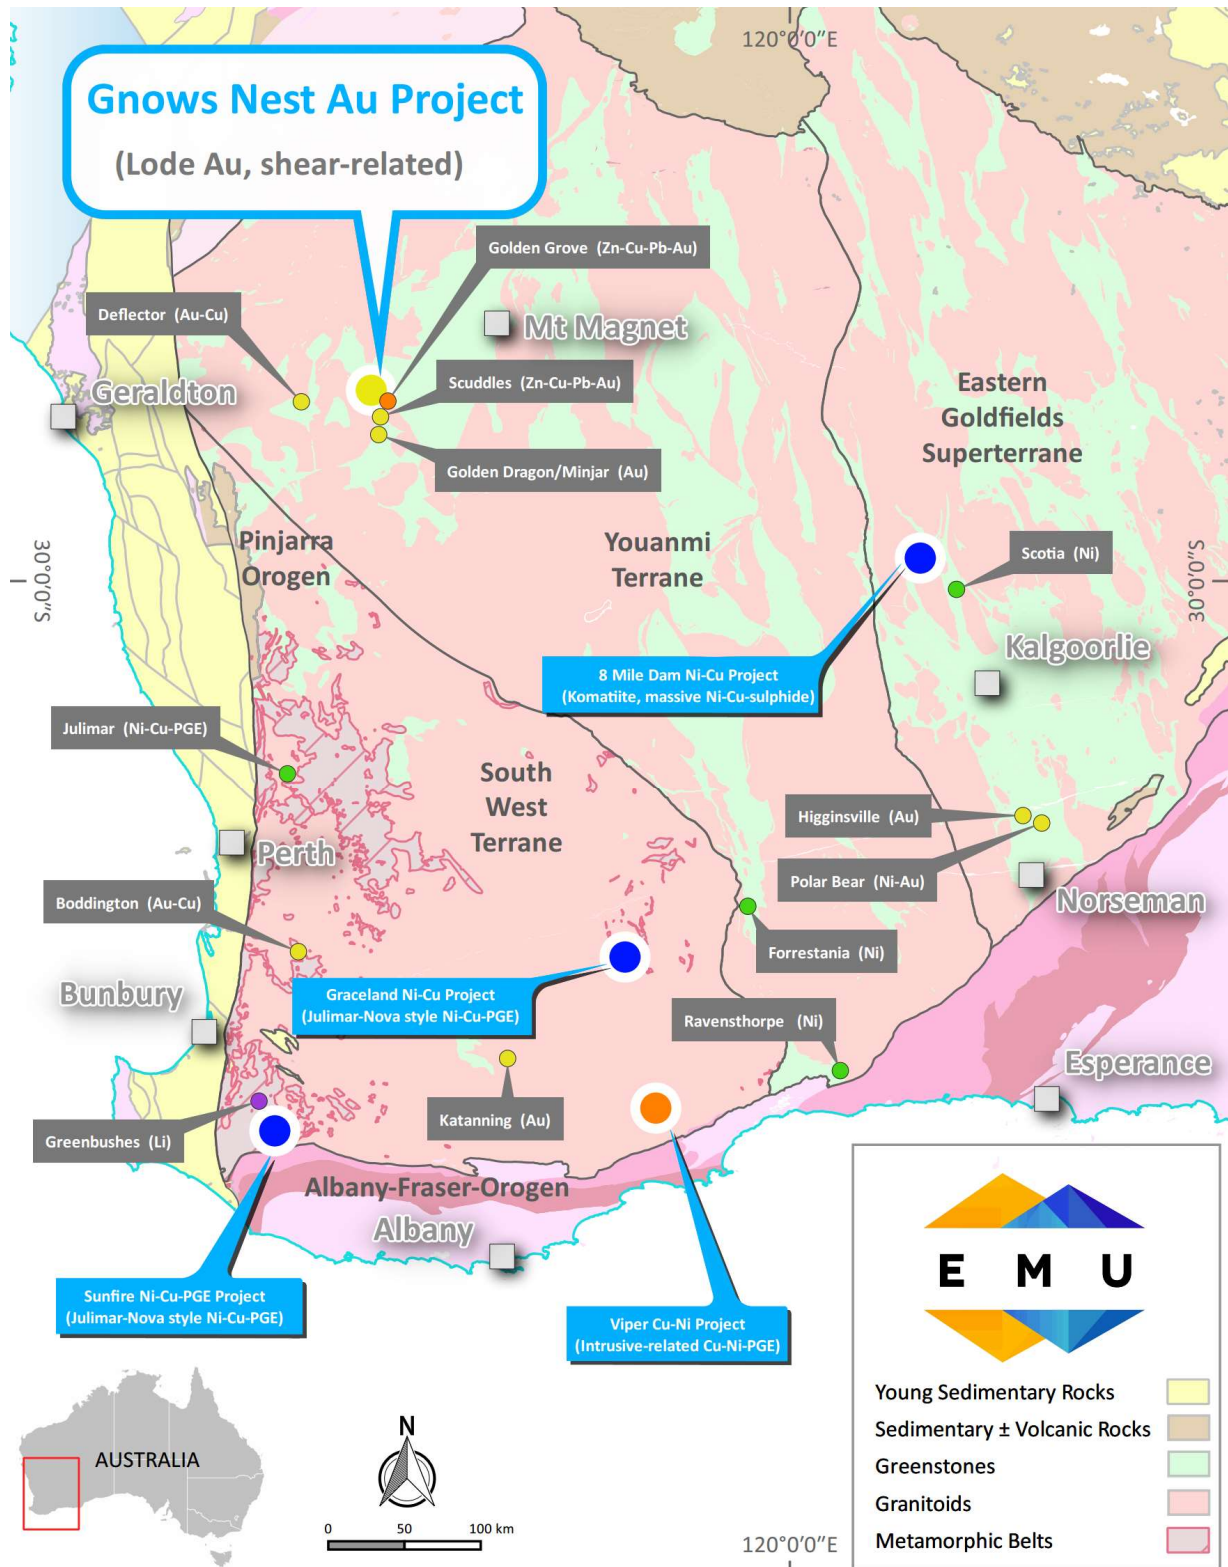 120°0'0"E
Gnows Nest Au Project
(Lode Au, shear-related)
Golden Grove (Zn-Cu-Pb-Au)
Deflector (Au-Cu)
Mt Magnet
Scuddles (Zn-Cu-Pb-Au)
Geraldton
Eastern
Goldfields
Superterrane
Golden Dragon/Minjar (Au)
Pinjarra
Orogen
Youanmi
Terrane
30°0'0"S
Scotia (Ni)
30°0'0"S
Kalgoorlie
8 Mile Dam Ni-Cu Project
(Komatiite, massive Ni-Cu-sulphide)
Julimar (Ni-Cu-PGE)
South
West
Terrane
Higginsville (Au)
Perth
Polar Bear (Ni-Au)
Norseman
Boddington (Au-Cu)
Forrestania (Ni)
Bunbury
Graceland Ni-Cu Project
(Julimar-Nova style Ni-Cu-PGE)
Ravensthorpe (Ni)
Esperance
Katanning (Au)
Greenbushes (Li)
Albany-Fraser-Orogen
Albany
Sunfire Ni-Cu-PGE Project
(Julimar-Nova style Ni-Cu-PGE)
Viper Cu-Ni Project
(Intrusive-related Cu-Ni-PGE)
E M U
Young Sedimentary Rocks
Sedimentary ± Volcanic Rocks
Greenstones
Granitoids
Metamorphic Belts
AUSTRALIA
N
0 50 100 km
120°0'0"E